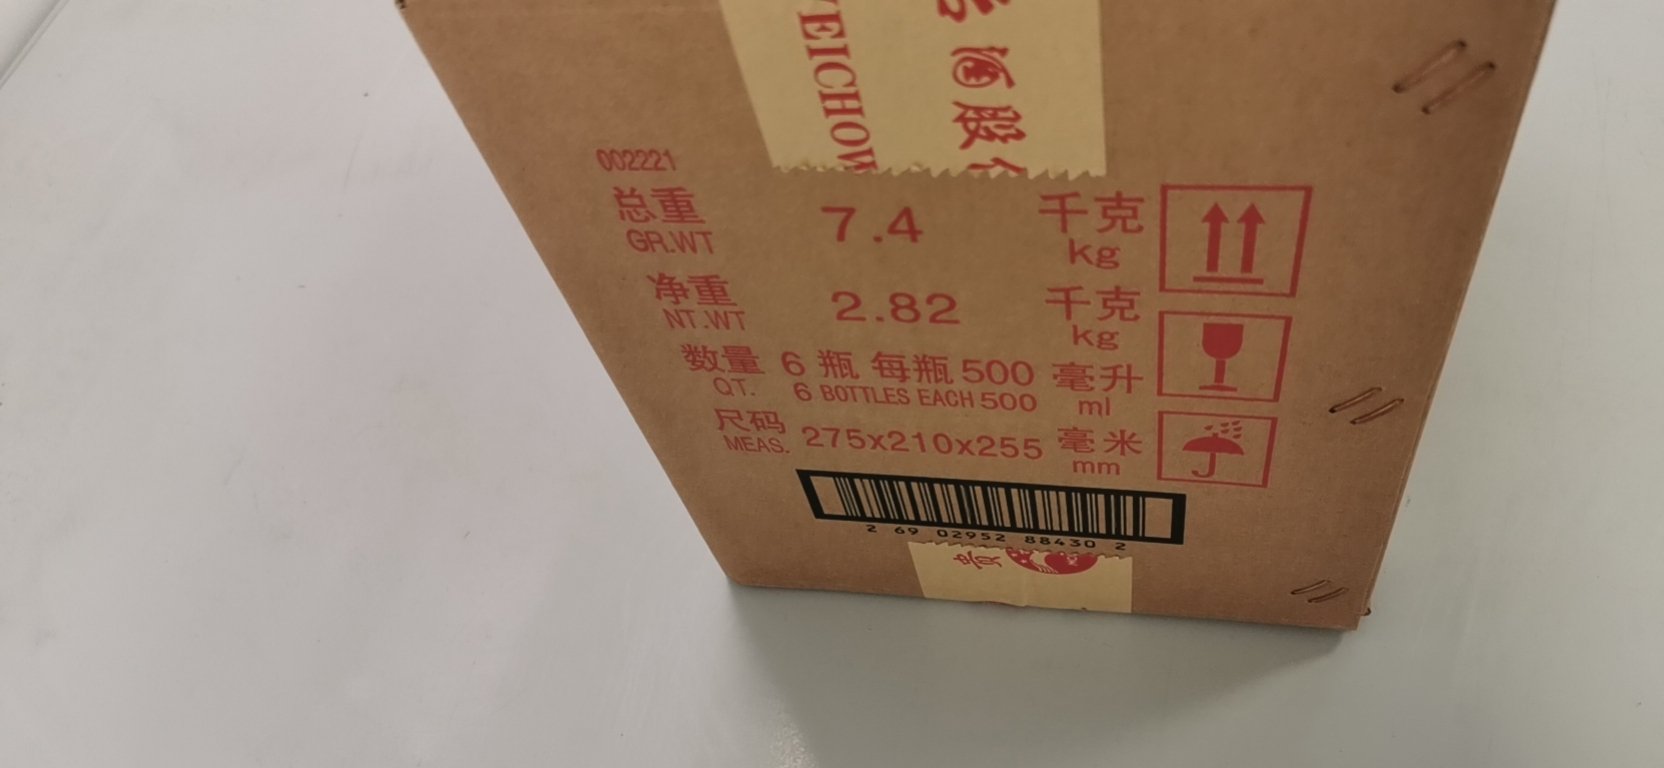 WEICHOW
酒股份
002221
总重 7.4 千克
GR.WT kg
净重 2.82 千克
NT.WT kg
数量 6 瓶 每瓶 500 毫升
QT. 6 BOTTLES EACH 500 ml
尺码 275x210x255 毫米
MEAS. mm
2 69 02952 88430 2
贵